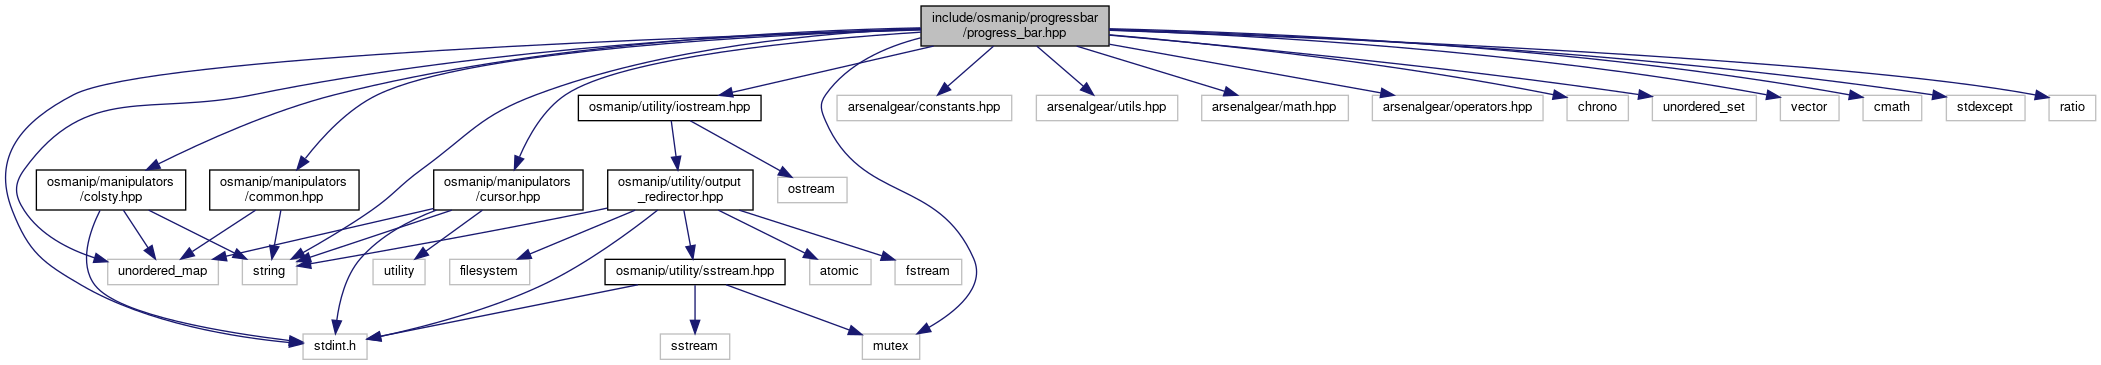 include/osmanip/progressbar
/progress_bar.hpp
osmanip/utility/iostream.hpp
arsenalgear/constants.hpp
arsenalgear/utils.hpp
arsenalgear/math.hpp
arsenalgear/operators.hpp
chrono
unordered_set
vector
cmath
stdexcept
ratio
osmanip/manipulators
/colsty.hpp
osmanip/manipulators
/common.hpp
osmanip/manipulators
/cursor.hpp
osmanip/utility/output
_redirector.hpp
ostream
unordered_map
string
utility
filesystem
osmanip/utility/sstream.hpp
atomic
fstream
stdint.h
sstream
mutex